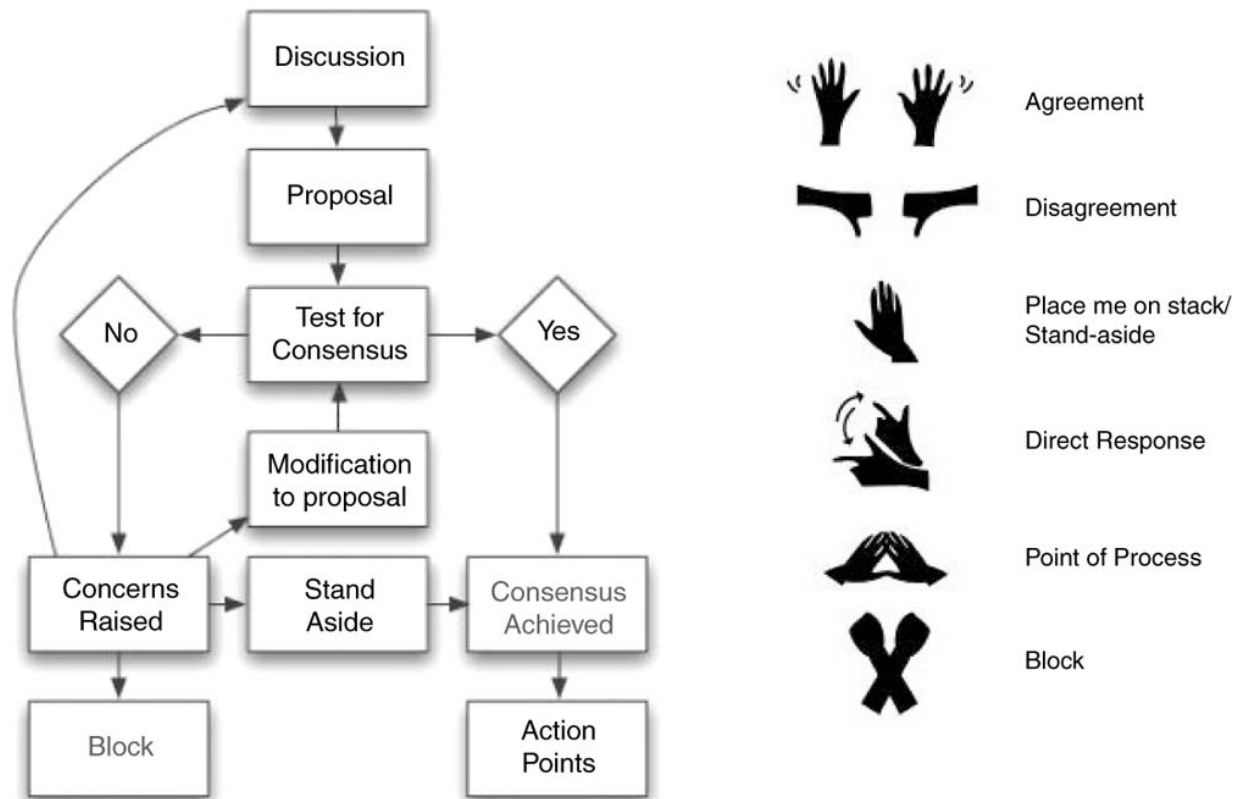 Discussion
Proposal
No
Test for
Consensus
Yes
Modification
to proposal
Concerns
Raised
Stand
Aside
Consensus
Achieved
Block
Action
Points
Agreement
Disagreement
Place me on stack/
Stand-aside
Direct Response
Point of Process
Block